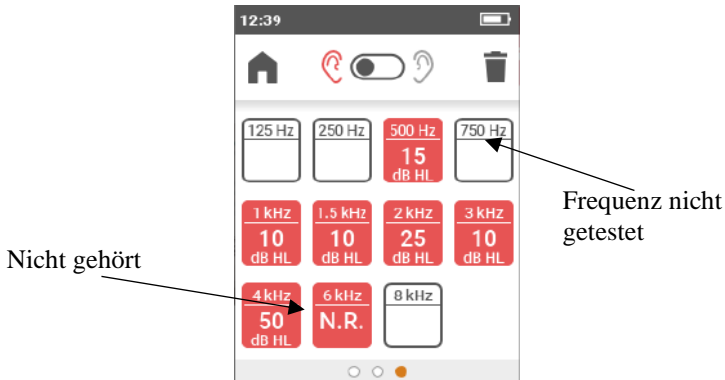 12:39
125 Hz
250 Hz
500 Hz
15
dB HL
750 Hz
1 kHz
10
dB HL
1.5 kHz
10
dB HL
2 kHz
25
dB HL
3 kHz
10
dB HL
4 kHz
50
dB HL
6 kHz
N.R.
8 kHz
Frequenz nicht
getestet
Nicht gehört